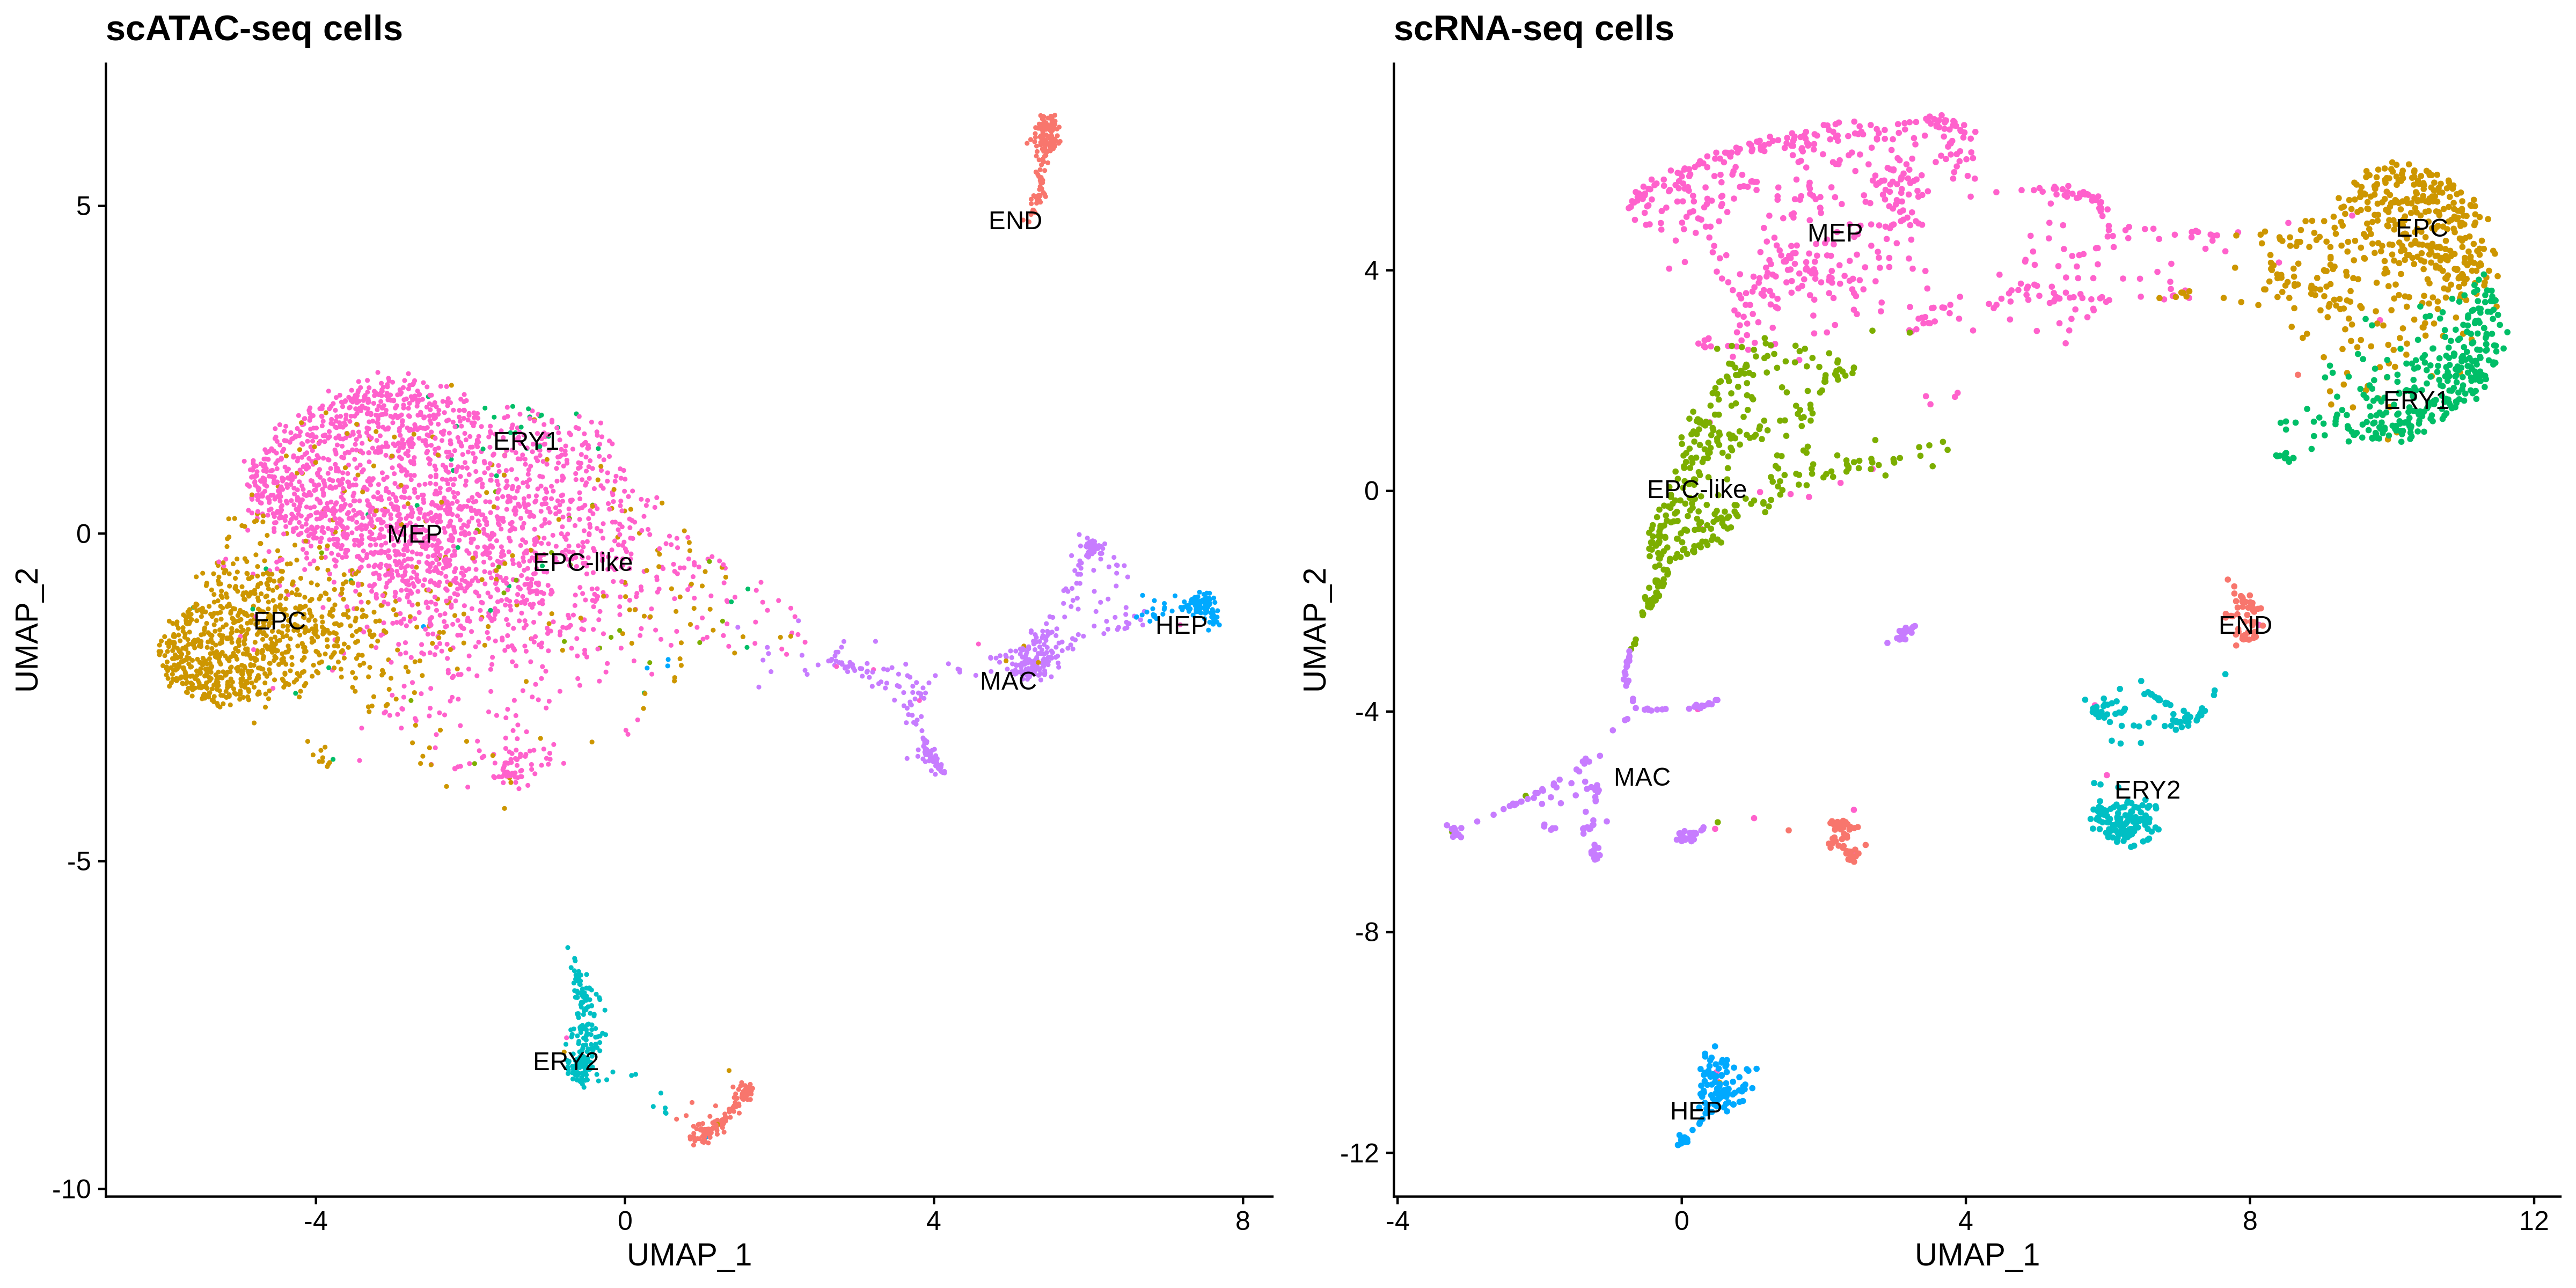 scATAC-seq cells
END
5
ERY1
0
MEP
EPC-like
EPC
HEP
MAC
UMAP_2
-5
ERY2
-10
-4
0
4
8
UMAP_1
scRNA-seq cells
EPC
MEP
4
ERY1
0
EPC-like
END
UMAP_2
-4
MAC
ERY2
-8
HEP
-12
-4
0
4
8
12
UMAP_1